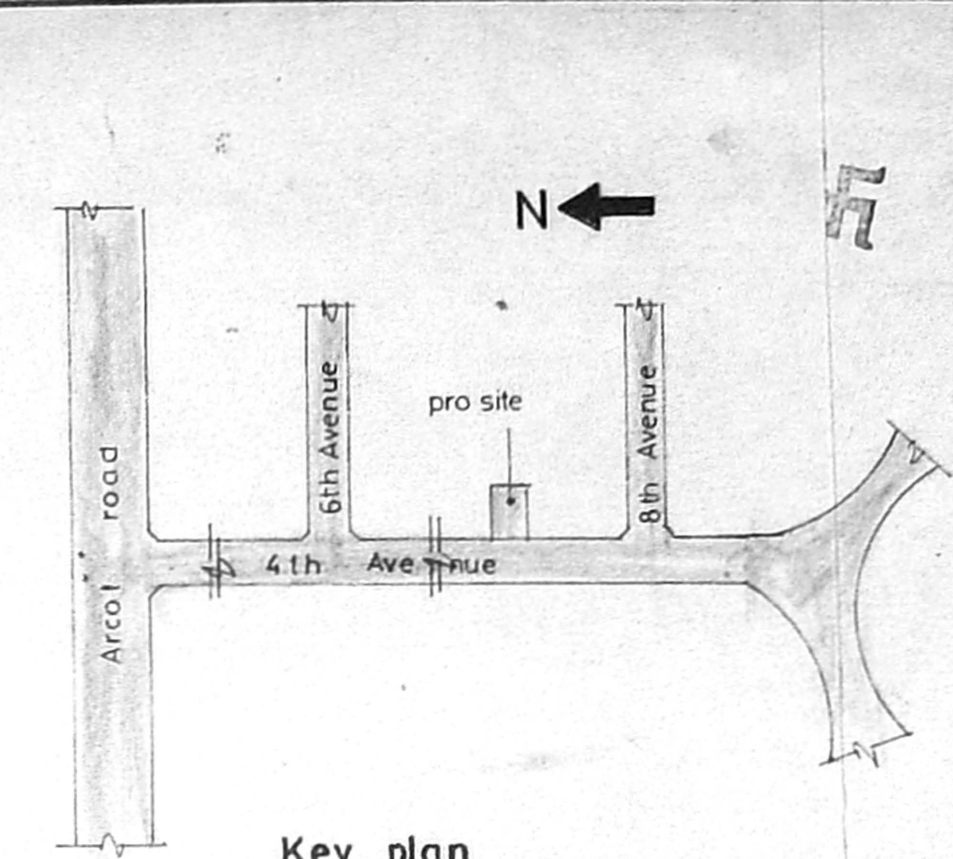 N
pro site
6th Avenue
8th Avenue
Arcot road
4th Avenue
Key plan